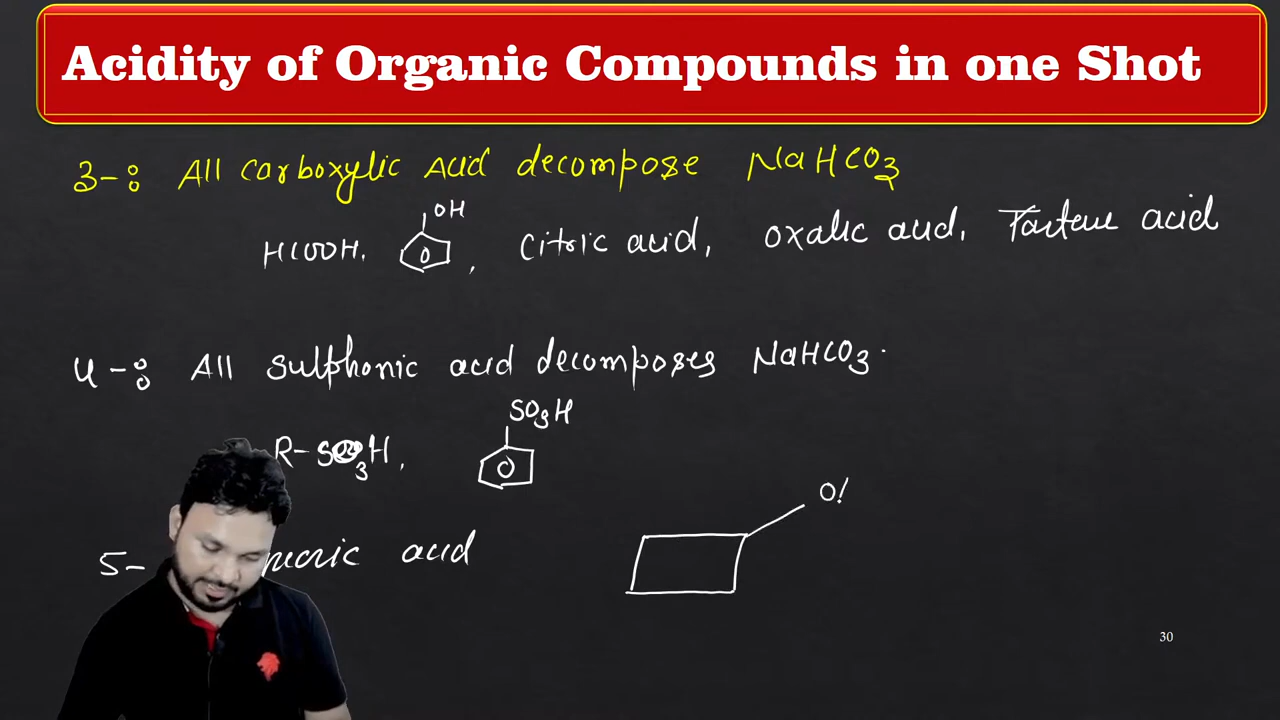 Acidity of Organic Compounds in one Shot
3-: All carboxylic Acid decompose NaHCO3
OH
HCOOH, citric acid, oxalic acid, acid
4-: All sulphonic acid decomposes NaHCO3.
SO3H
R-SO3H,
O
5- acid
30